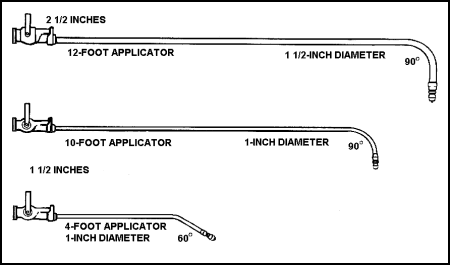 2 1/2 INCHES
12-FOOT APPLICATOR 1 1/2-INCH DIAMETER 90°
10-FOOT APPLICATOR 1-INCH DIAMETER 90°
1 1/2 INCHES
4-FOOT APPLICATOR
1-INCH DIAMETER 60°